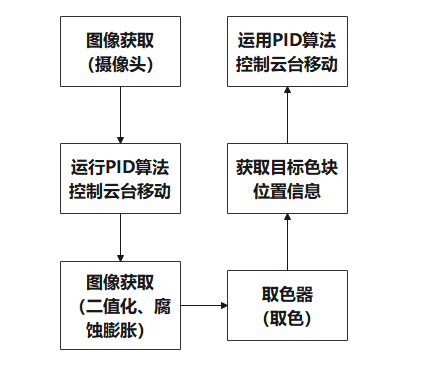 图像获取
（摄像头）
运行PID算法
控制云台移动
图像获取
（二值化、腐
蚀膨胀）
取色器
（取色）
获取目标色块
位置信息
运用PID算法
控制云台移动